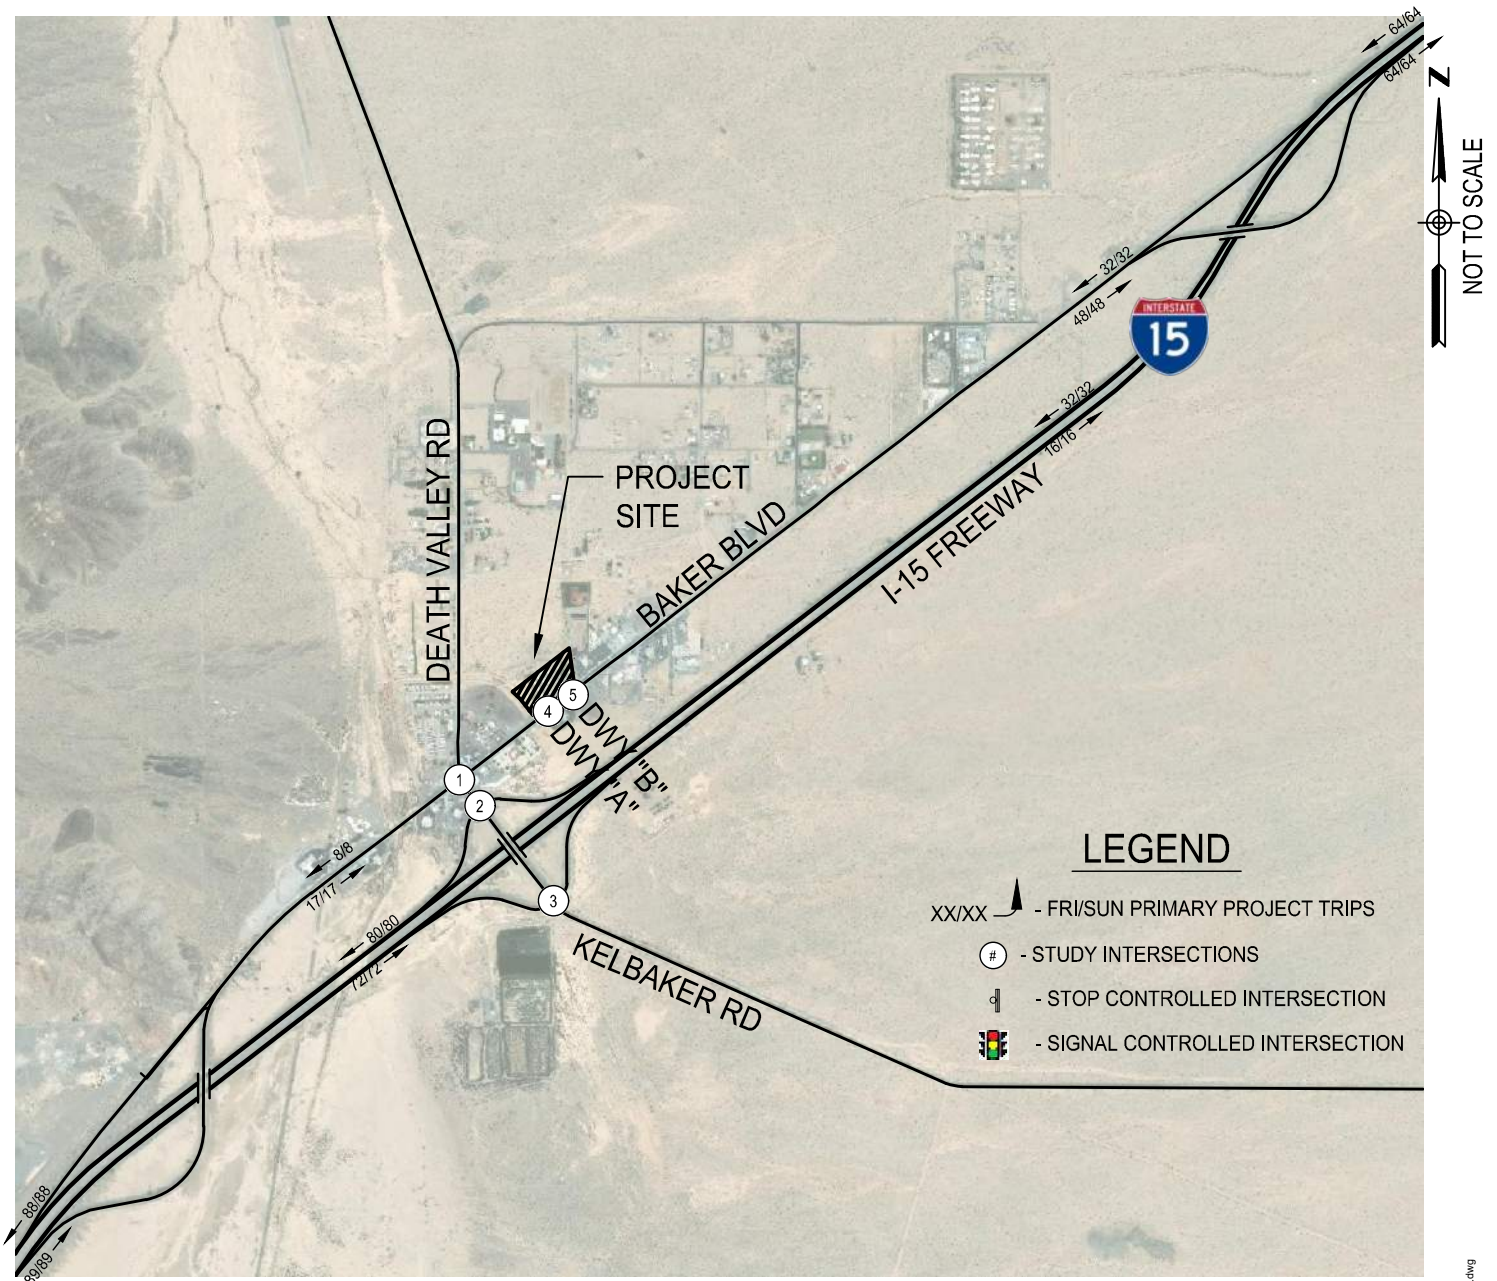 64/64
64/64
N
NOT TO SCALE
32/32
48/48
INTERSTATE
15
32/32
16/16
DEATH VALLEY RD
PROJECT
SITE
BAKER BLVD
I-15 FREEWAY
5
4
DWY "B"
DWY "A"
1
2
8/8
17/17
3
80/80
72/72
KELBAKER RD
88/88
89/89
LEGEND
XX/XX - FRI/SUN PRIMARY PROJECT TRIPS
# - STUDY INTERSECTIONS
- STOP CONTROLLED INTERSECTION
- SIGNAL CONTROLLED INTERSECTION
.dwg